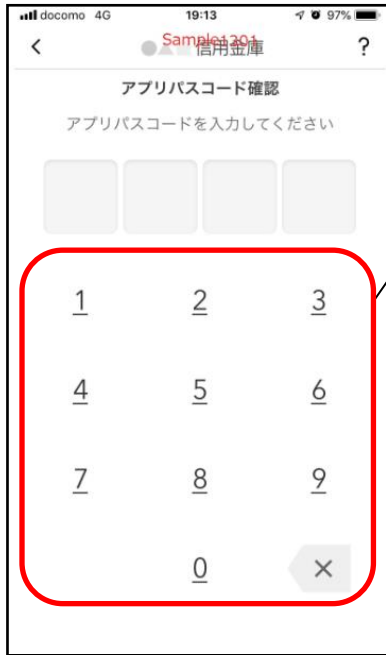 docomo 4G 19:13 97%
Sample1301
信用金庫 ?
アプリパスコード確認
アプリパスコードを入力してください
1 2 3
4 5 6
7 8 9
0